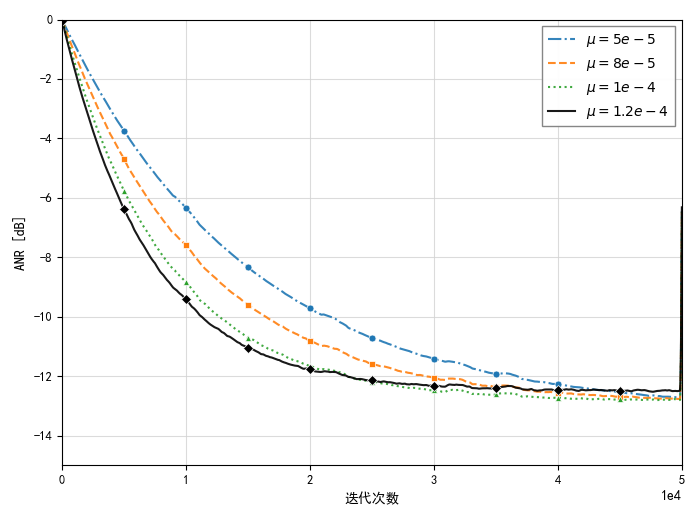 0
−2
−4
−6
−8
−10
−12
−14
ANR [dB]
μ = 5e − 5
μ = 8e − 5
μ = 1e − 4
μ = 1.2e − 4
0 1 2 3 4 5
1e4
迭代次数